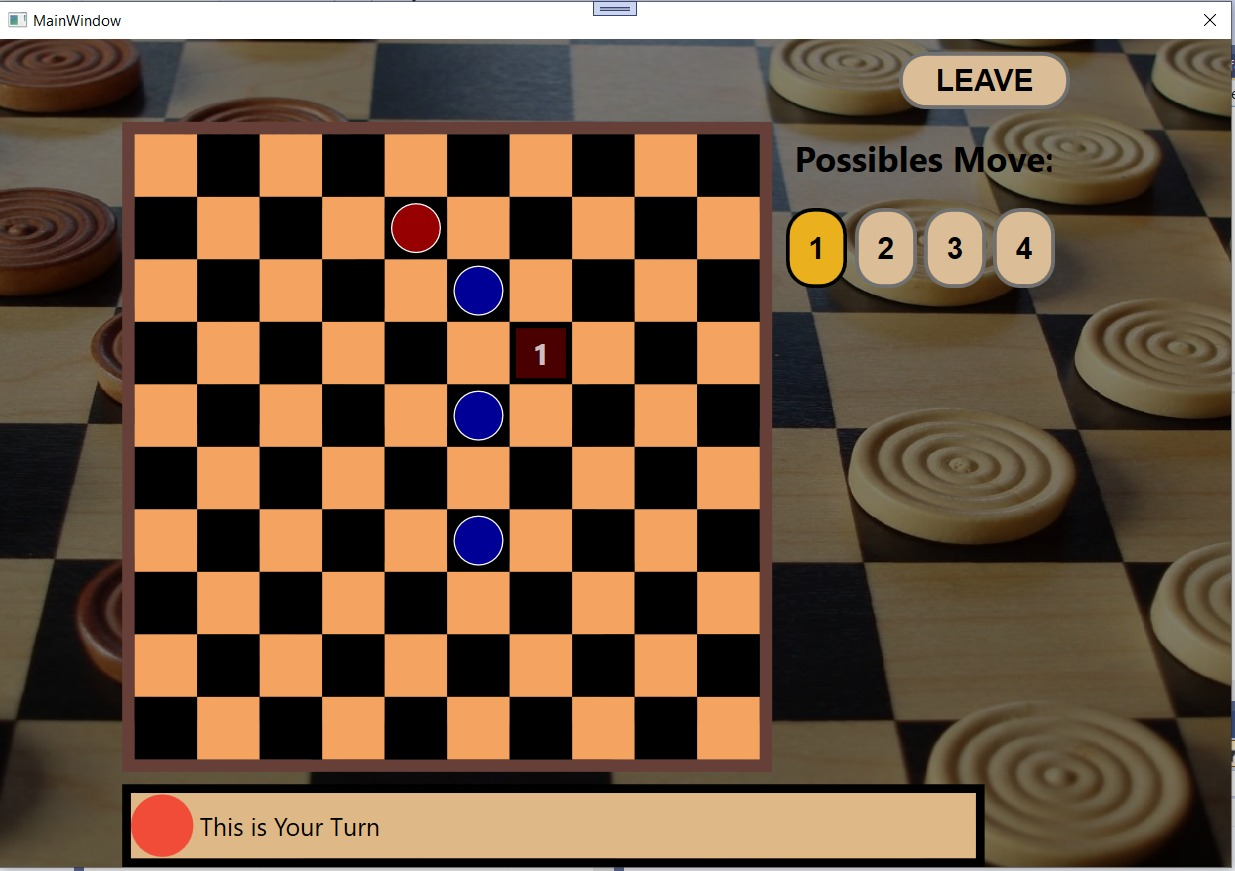 MainWindow
LEAVE
Possibles Move:
1 2 3 4
1
This is Your Turn